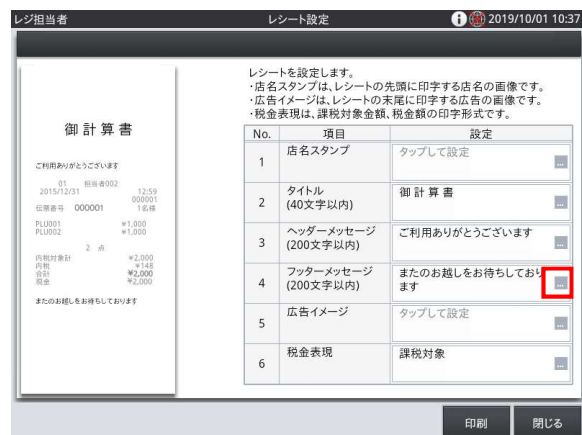 レジ担当者
レシート設定
2019/10/01 10:37
レシートを設定します。
・店名スタンプは、レシートの先頭に印字する店名の画像です。
・広告イメージは、レシートの末尾に印字する広告の画像です。
・税金表現は、課税対象金額、税金額の印字形式です。
御計算書
ご利用ありがとうございます
01 担当者002
2015/12/31 12:59
000001
伝票番号 000001 1名様
PLU001 ¥1,000
PLU002 ¥1,000
2 点
内税対象計 ¥2,000
内税 ¥148
合計 ¥2,000
現金 ¥2,000
またのお越しをお待ちしております
No. 項目 設定
1 店名スタンプ タップして設定 ...
2 タイトル (40文字以内) 御 計 算 書 ...
3 ヘッダーメッセージ (200文字以内) ご利用ありがとうございます ...
4 フッターメッセージ (200文字以内) またのお越しをお待ちしており
ます ...
5 広告イメージ タップして設定 ...
6 税金表現 課税対象 ...
印刷 閉じる